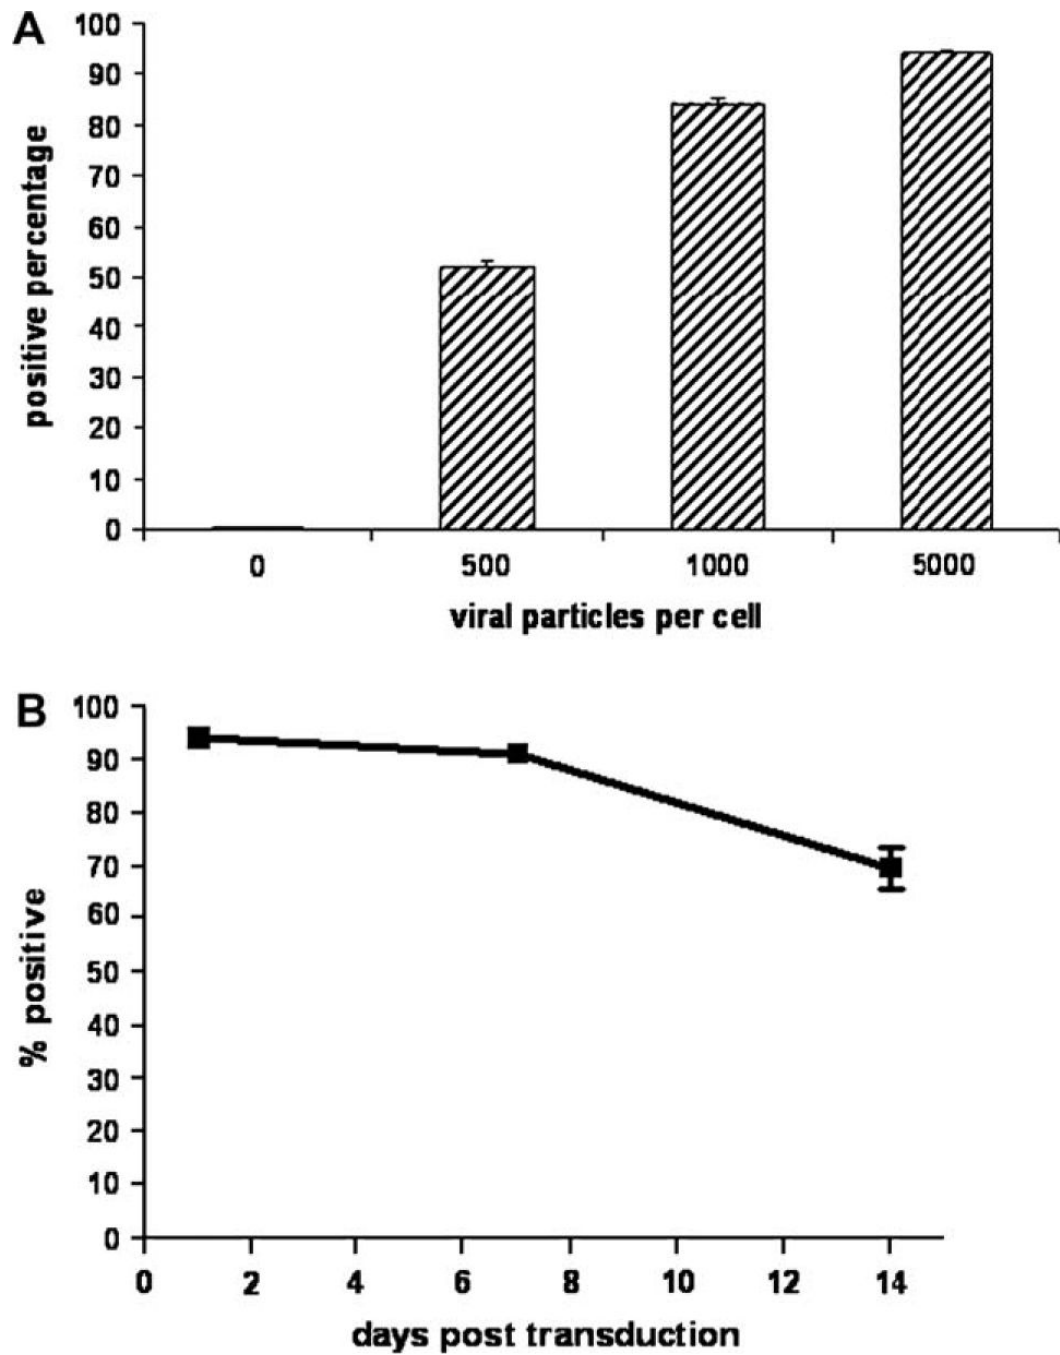 A
100
90
80
70
60
50
40
30
20
10
0
positive percentage
0 500 1000 5000
viral particles per cell
B
100
90
80
70
60
50
40
30
20
10
0
% positive
0 2 4 6 8 10 12 14
days post transduction